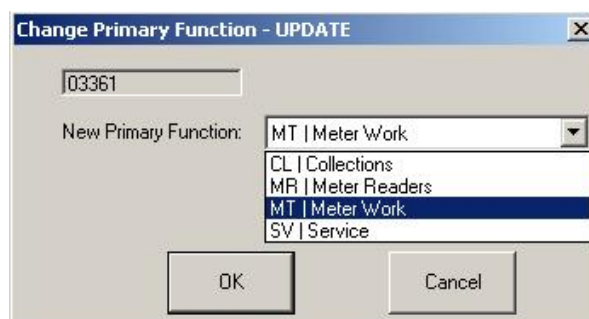 Change Primary Function - UPDATE
03361
New Primary Function: MT | Meter Work
CL | Collections
MR | Meter Readers
MT | Meter Work
SV | Service
OK Cancel